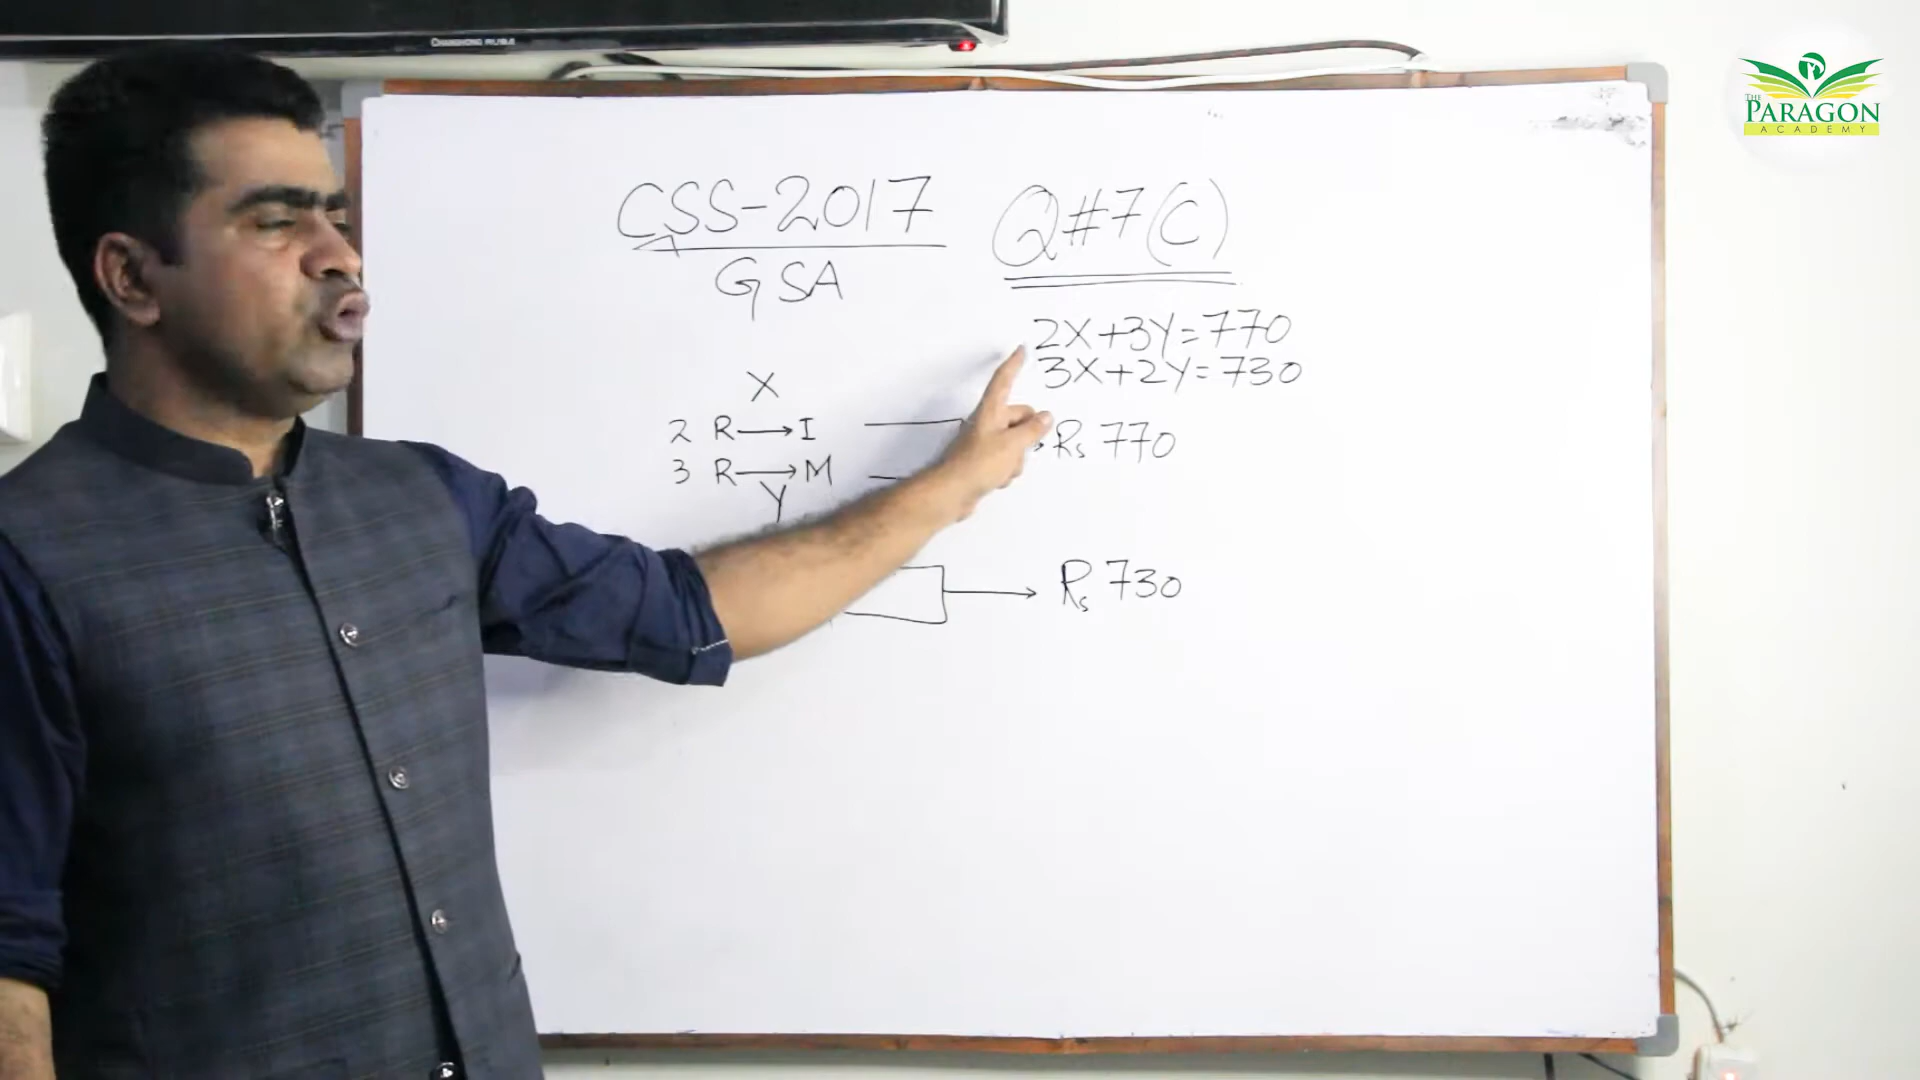 THE
PARAGON
ACADEMY
CSS-2017 Q#7(C)
GSA
2X+3Y=770
3X+2Y=730
X
2 R→I
Rs 770
3 R→M
Y
Rs 730